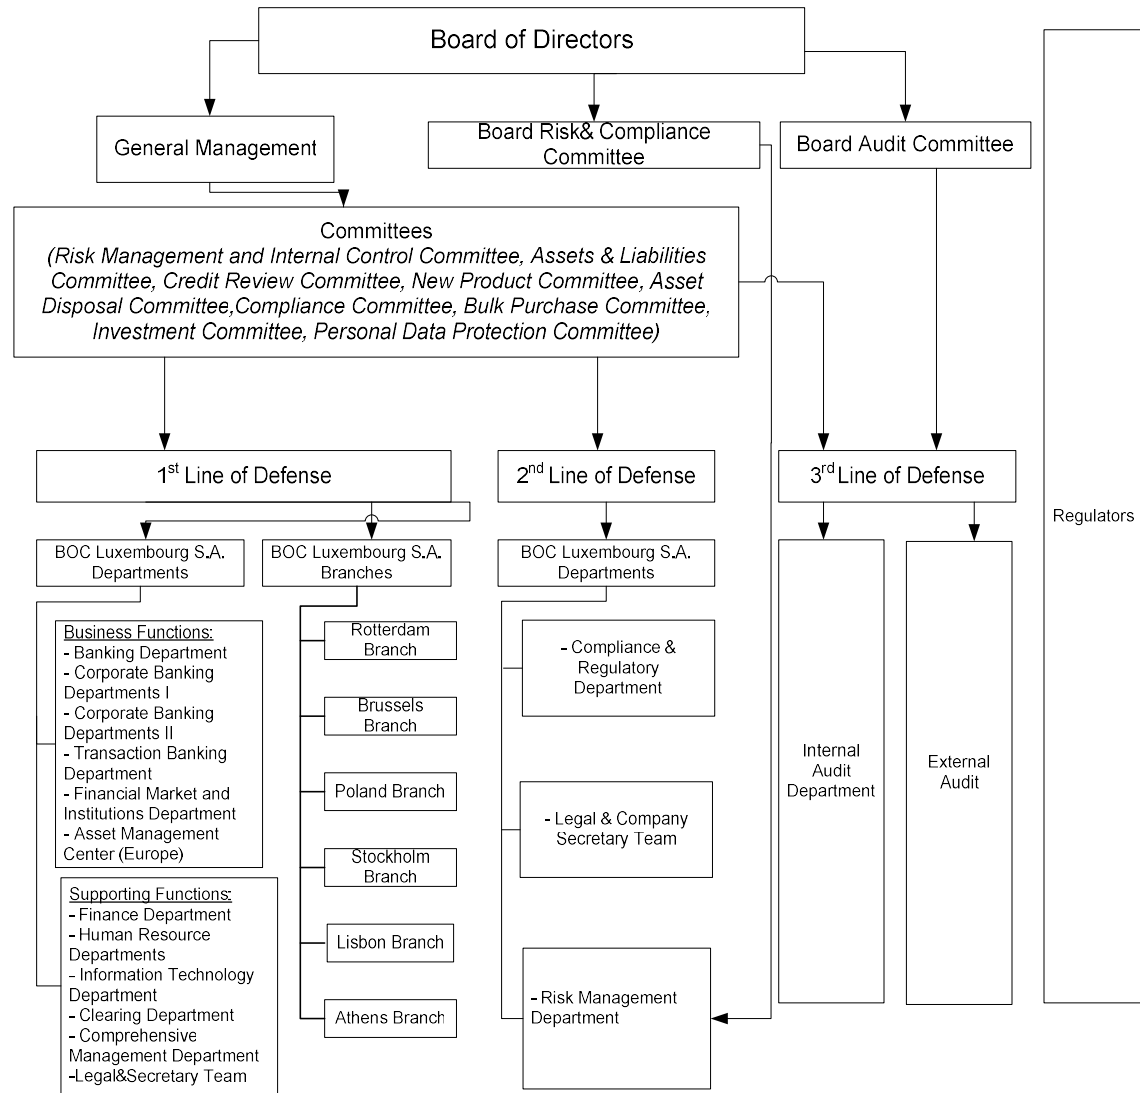 Board of Directors
General Management
Board Risk& Compliance
Committee
Board Audit Committee
Committees
(Risk Management and Internal Control Committee, Assets & Liabilities
Committee, Credit Review Committee, New Product Committee, Asset
Disposal Committee,Compliance Committee, Bulk Purchase Committee,
Investment Committee, Personal Data Protection Committee)
1st Line of Defense
2nd Line of Defense
3rd Line of Defense
Regulators
BOC Luxembourg S.A.
Departments
BOC Luxembourg S.A.
Branches
BOC Luxembourg S.A.
Departments
Business Functions:
- Banking Department
- Corporate Banking
Departments I
- Corporate Banking
Departments II
- Transaction Banking
Department
- Financial Market and
Institutions Department
- Asset Management
Center (Europe)
Supporting Functions:
- Finance Department
- Human Resource
Departments
- Information Technology
Department
- Clearing Department
- Comprehensive
Management Department
-Legal&Secretary Team
Rotterdam
Branch
Brussels
Branch
Poland Branch
Stockholm
Branch
Lisbon Branch
Athens Branch
- Compliance &
Regulatory
Department
- Legal & Company
Secretary Team
- Risk Management
Department
Internal
Audit
Department
External
Audit